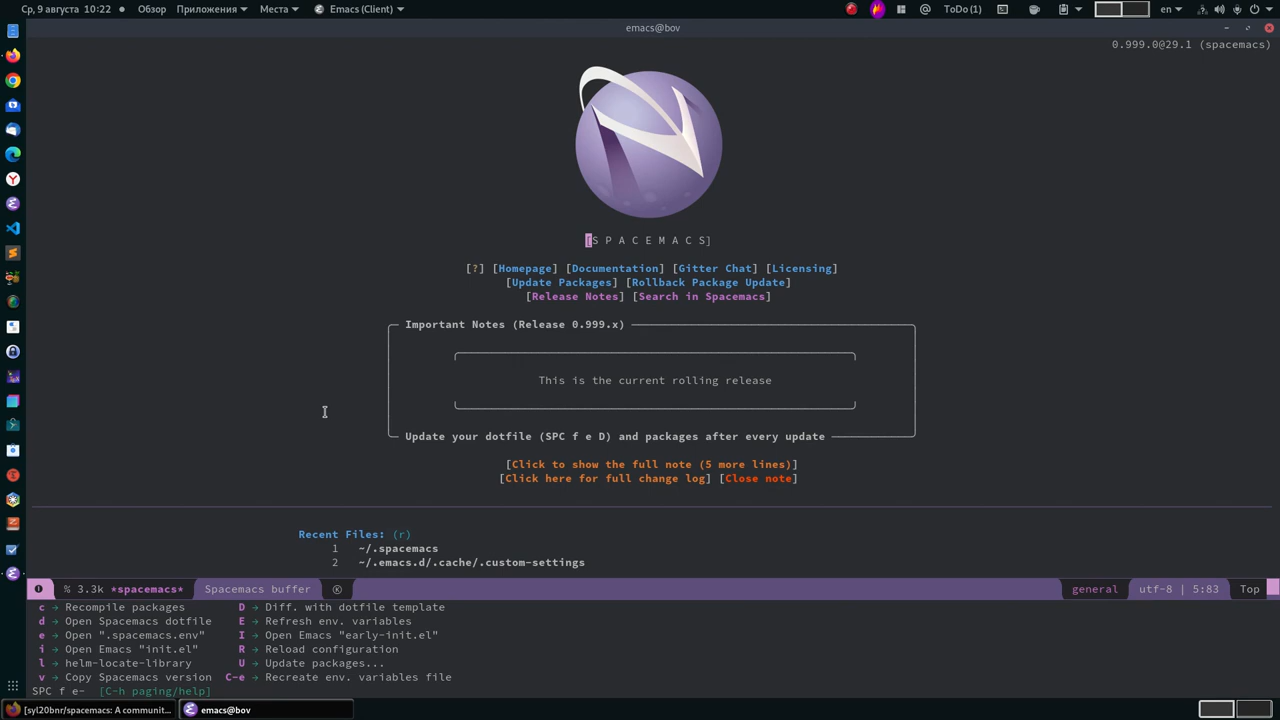 Ср, 9 августа 10:22 Обзор Приложения Места Emacs (Client) ToDo (1) en
emacs@bov
0.999.0@29.1 (spacemacs)
[S P A C E M A C S]
[?] [Homepage] [Documentation] [Gitter Chat] [Licensing]
[Update Packages] [Rollback Package Update]
[Release Notes] [Search in Spacemacs]
Important Notes (Release 0.999.x)
This is the current rolling release
Update your dotfile (SPC f e D) and packages after every update
[Click to show the full note (5 more lines)]
[Click here for full change log] [Close note]
Recent Files: (r)
1 ~/.spacemacs
2 ~/.emacs.d/.cache/.custom-settings
% 3.3k *spacemacs* Spacemacs buffer general utf-8 | 5:83 Top
c → Recompile packages D → Diff. with dotfile template
d → Open Spacemacs dotfile E → Refresh env. variables
e → Open ".spacemacs.env" I → Open Emacs "early-init.el"
i → Open Emacs "init.el" R → Reload configuration
l → helm-locate-library U → Update packages...
v → Copy Spacemacs version C-e → Recreate env. variables file
SPC f e- [C-h paging/help]
[syl20bnr/spacemacs: A communit... emacs@bov